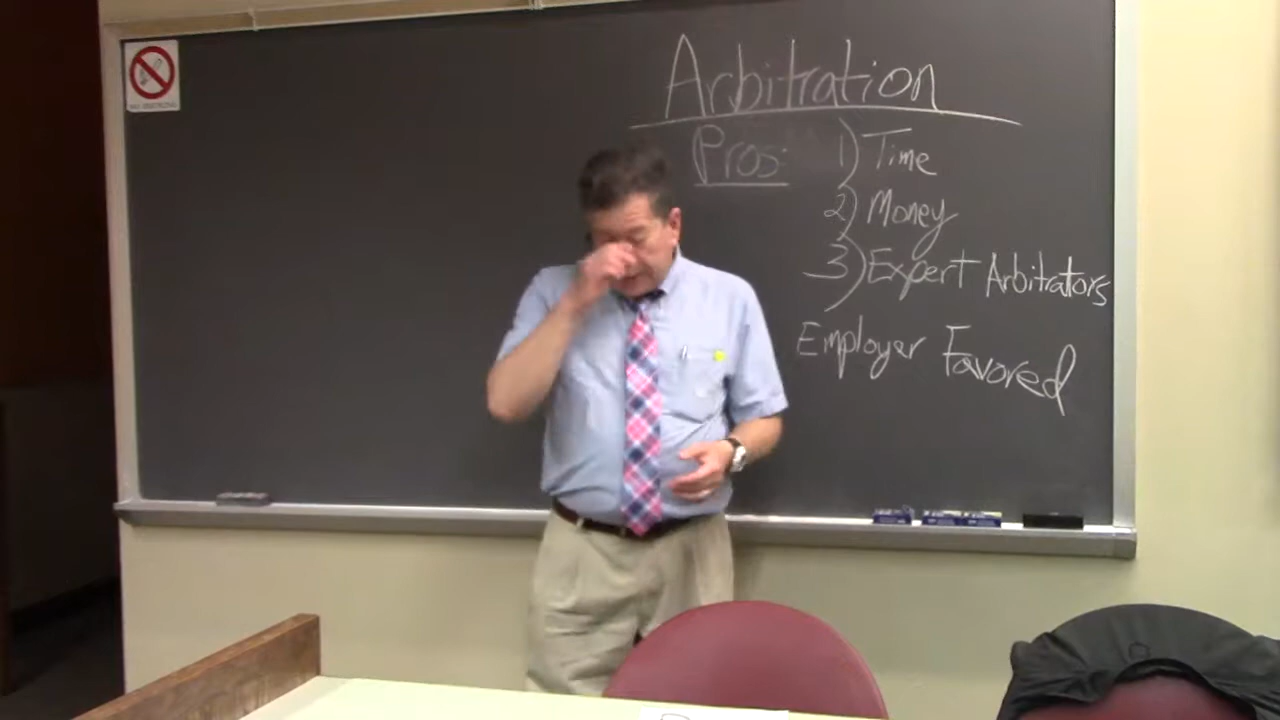 Arbitration
Pros: 1) Time
2) Money
3) Expert Arbitrators
Employer Favored